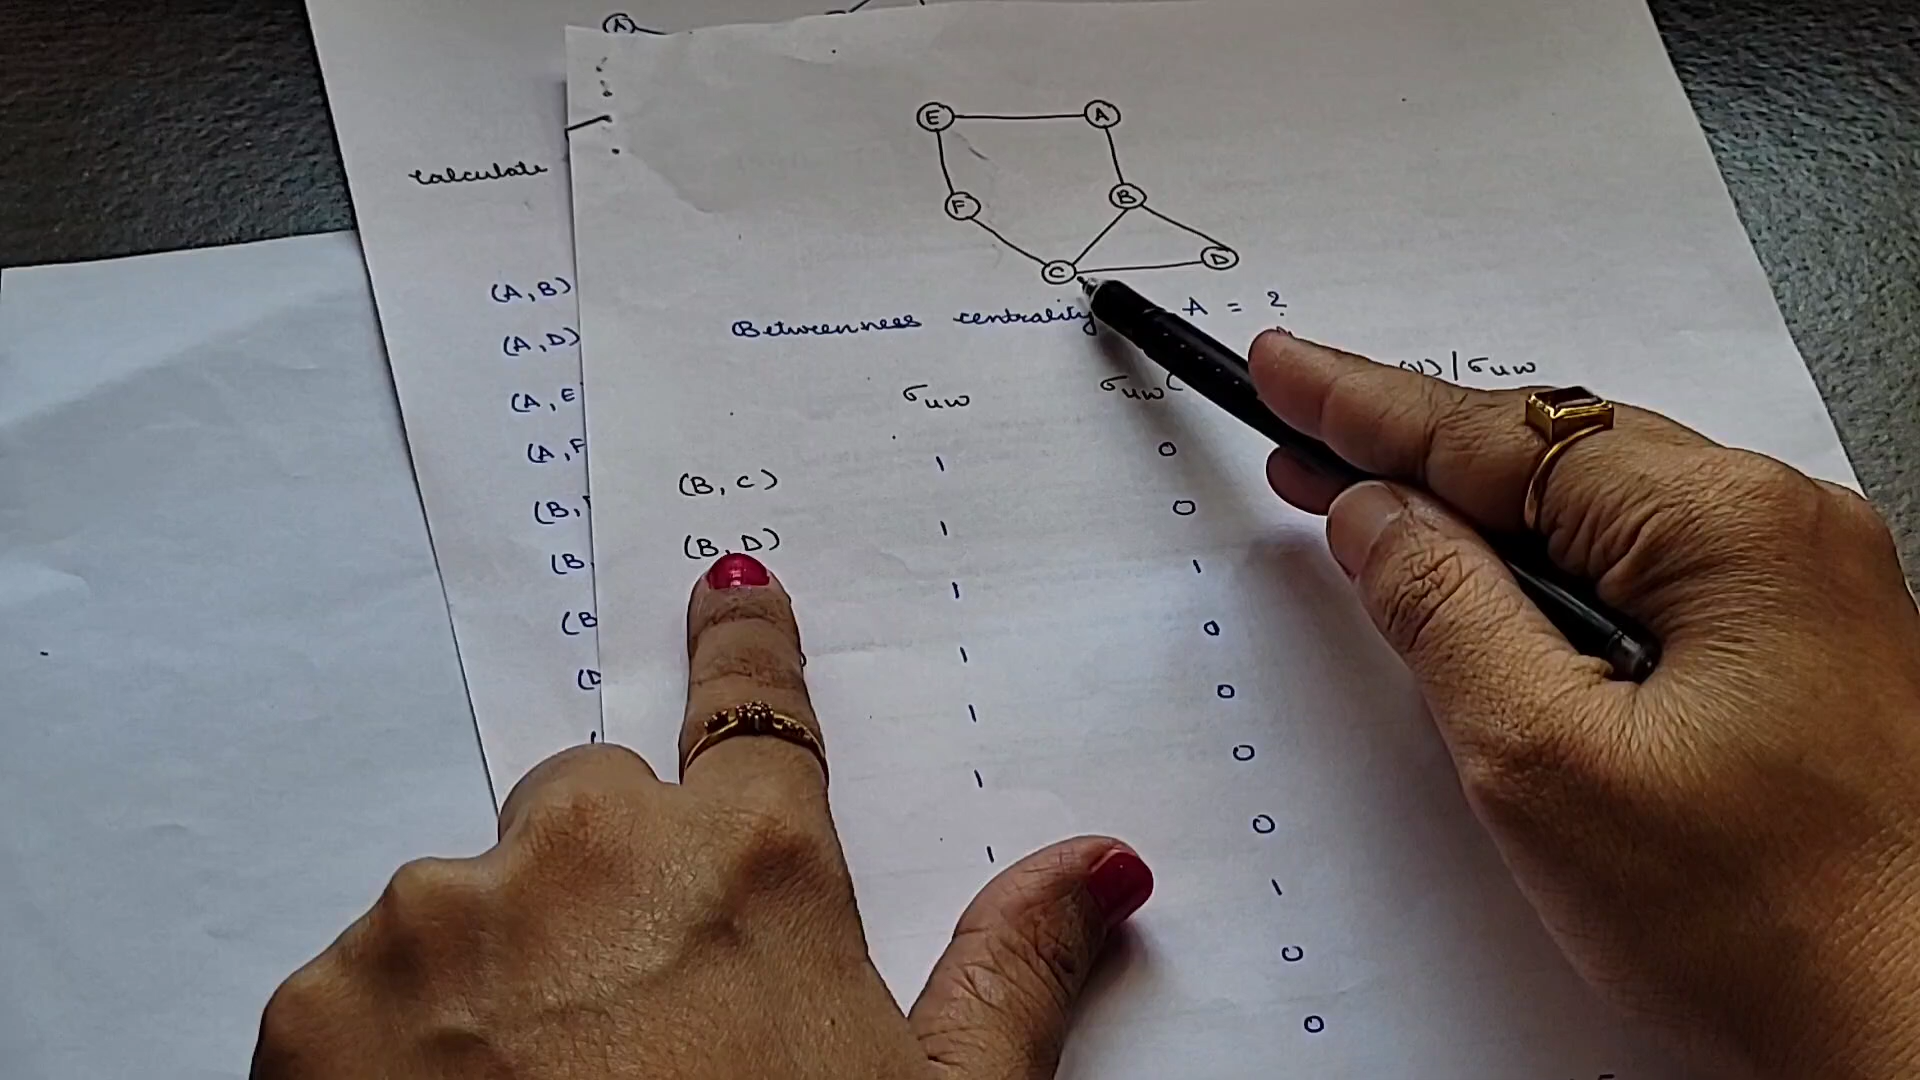 A
E A
F B
C D
calculate
Betweenness centrality A = ?
(A,B)
(A,D)
(A,E
(A,F
(B,
(B,
(B
(D
σuw σuw( (v)/σuw
(B,C) 1 0
(B,D) 1 0
1 1
1 0
1 0
1 0
1 0
1
0
0